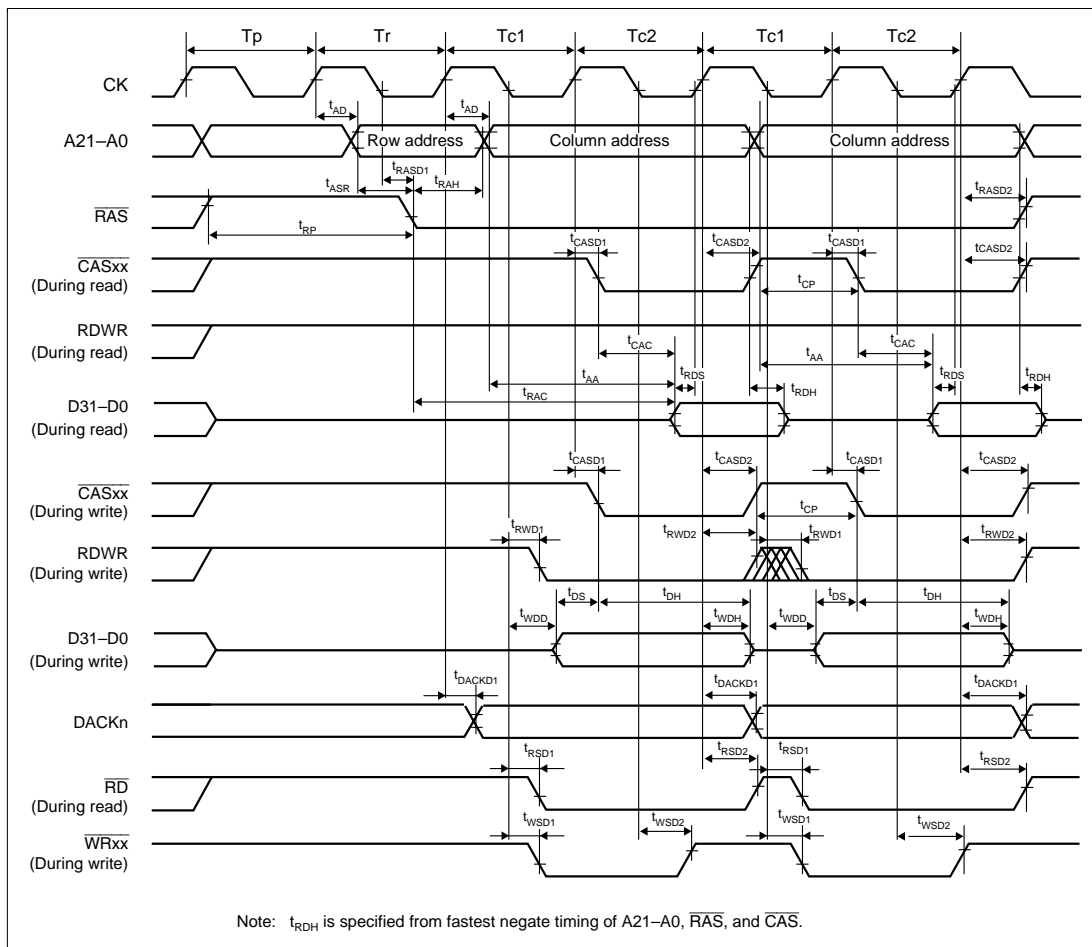 Tp Tr Tc1 Tc2 Tc1 Tc2
CK
tAD tAD
A21–A0 Row address Column address Column address
tRASD1
tASR tRAH tRASD2
RAS
tRP
tCASD1 tCASD2 tCASD1 tCASD2
CASxx
(During read)
tCP
RDWR
(During read)
tCAC tCAC
tAA tAA
tRDS tRDS
tRAC tRDH tRDH
D31–D0
(During read)
tCASD1 tCASD2 tCASD1 tCASD2
CASxx
(During write)
tCP
tRWD1 tRWD2 tRWD1 tRWD2
RDWR
(During write)
tDS tDH tDS tDH
tWDD tWDH tWDD tWDH
D31–D0
(During write)
tDACKD1 tDACKD1 tDACKD1
DACKn
tRSD1 tRSD2 tRSD1 tRSD2
RD
(During read)
tWSD1 tWSD2 tWSD1 tWSD2
WRxx
(During write)
Note: tRDH is specified from fastest negate timing of A21–A0, RAS, and CAS.